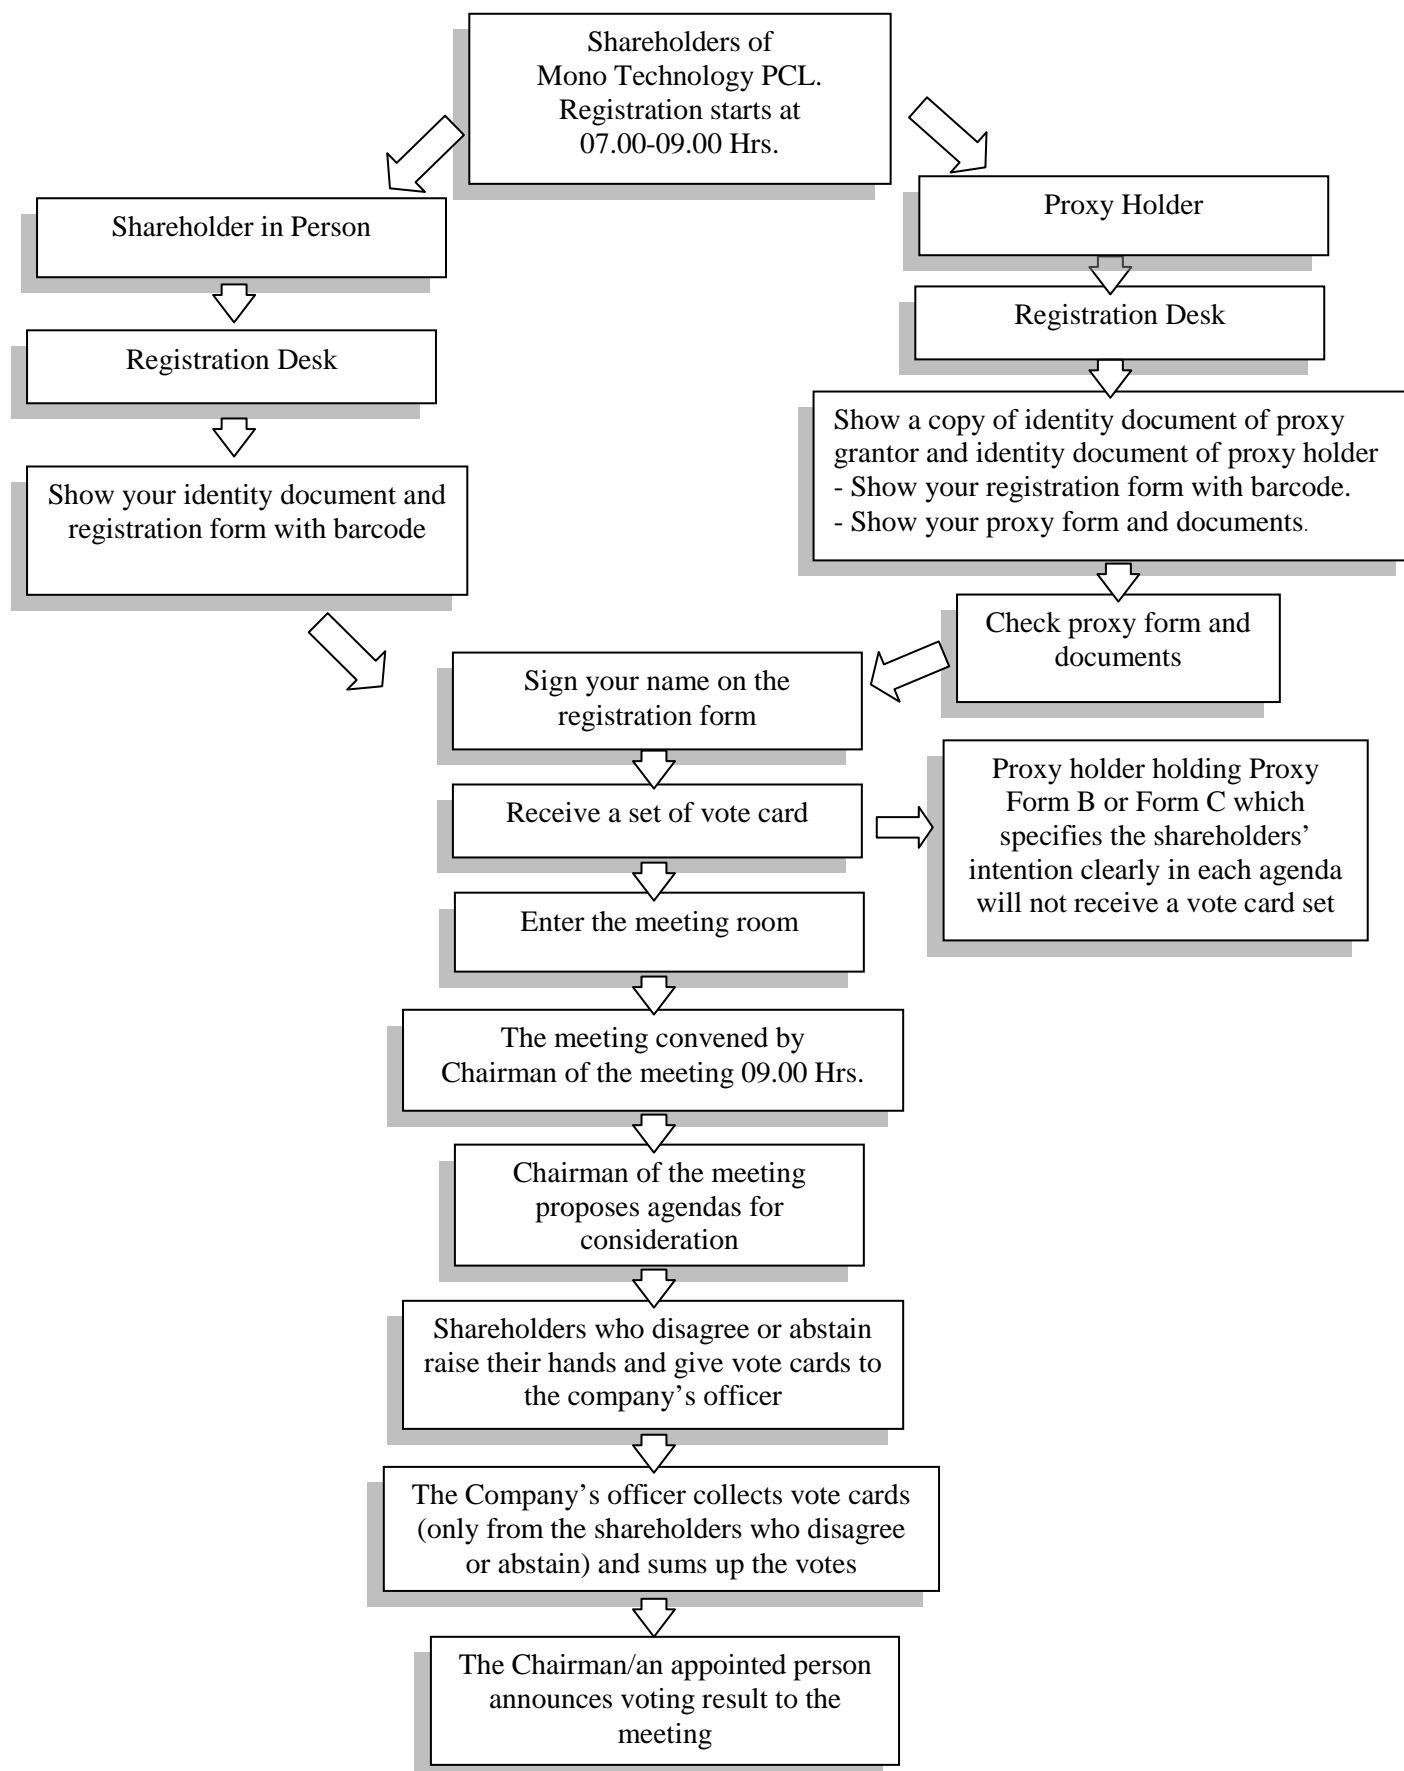 Shareholders of
Mono Technology PCL.
Registration starts at
07.00-09.00 Hrs.
Shareholder in Person
Proxy Holder
Registration Desk
Registration Desk
Show your identity document and
registration form with barcode
Show a copy of identity document of proxy
grantor and identity document of proxy holder
- Show your registration form with barcode.
- Show your proxy form and documents.
Check proxy form and
documents
Sign your name on the
registration form
Receive a set of vote card
Proxy holder holding Proxy
Form B or Form C which
specifies the shareholders’
intention clearly in each agenda
will not receive a vote card set
Enter the meeting room
The meeting convened by
Chairman of the meeting 09.00 Hrs.
Chairman of the meeting
proposes agendas for
consideration
Shareholders who disagree or abstain
raise their hands and give vote cards to
the company’s officer
The Company’s officer collects vote cards
(only from the shareholders who disagree
or abstain) and sums up the votes
The Chairman/an appointed person
announces voting result to the
meeting